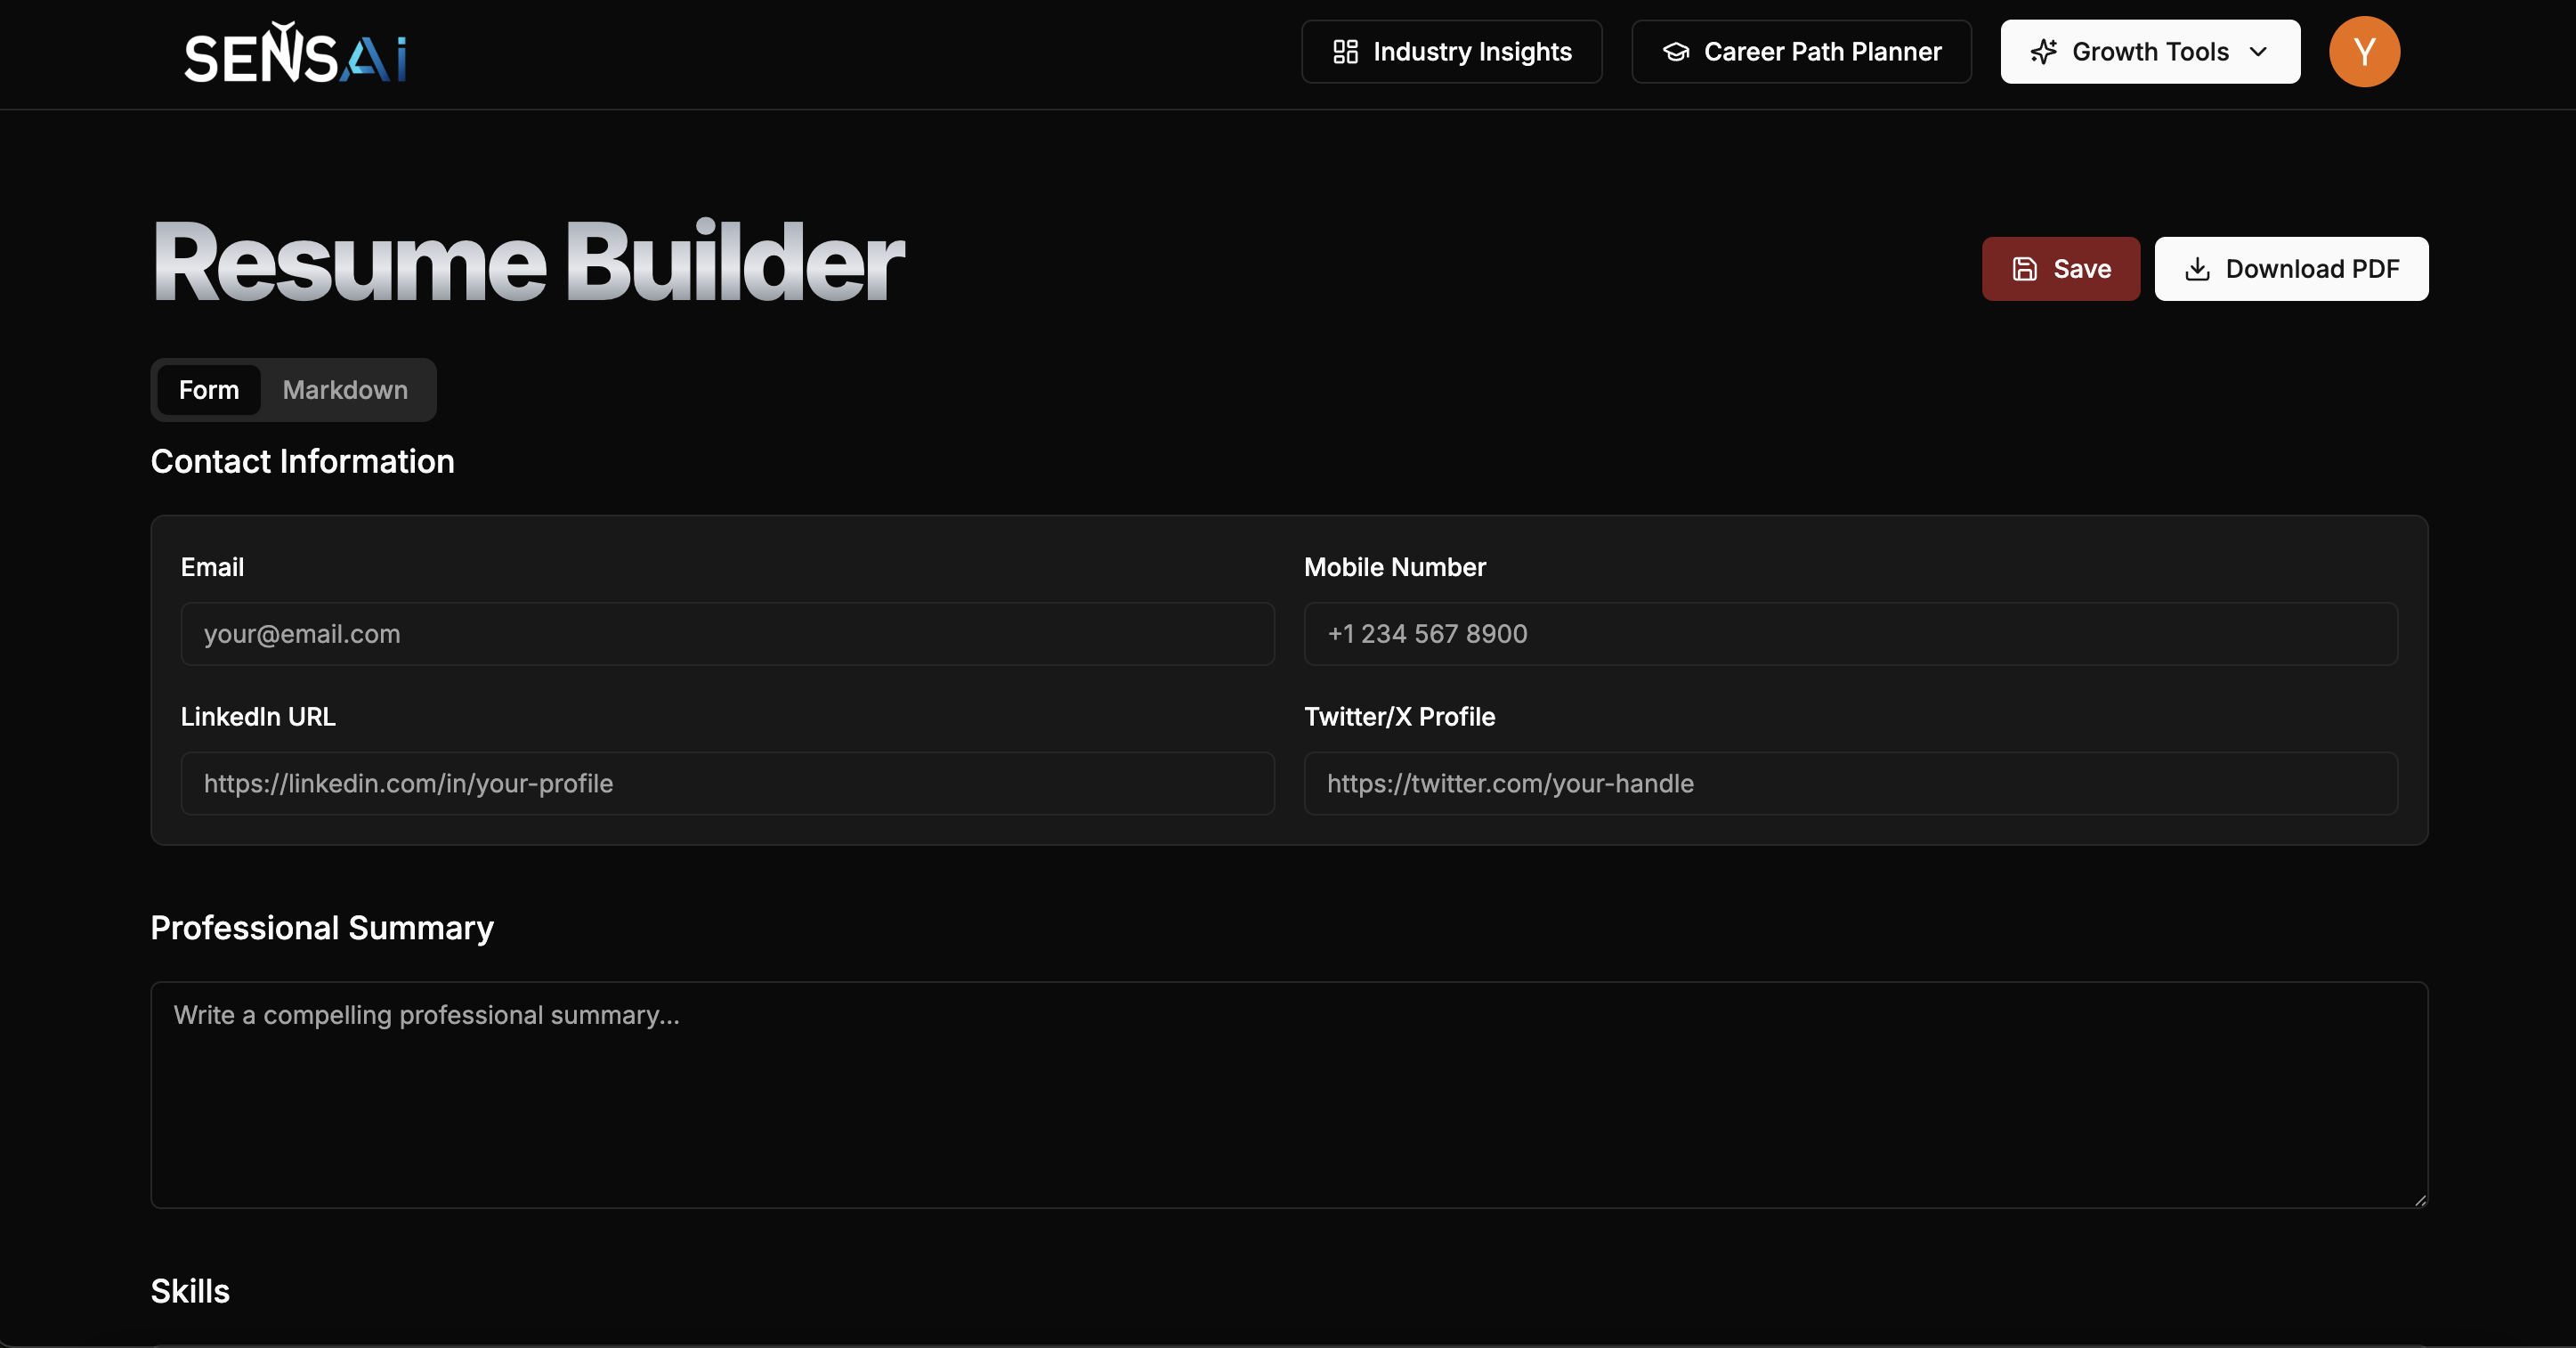 SENSAi
Industry Insights
Career Path Planner
Growth Tools
Y
Resume Builder
Save
Download PDF
Form
Markdown
Contact Information
Email
Mobile Number
your@email.com
+1 234 567 8900
LinkedIn URL
Twitter/X Profile
https://linkedin.com/in/your-profile
https://twitter.com/your-handle
Professional Summary
Write a compelling professional summary...
Skills